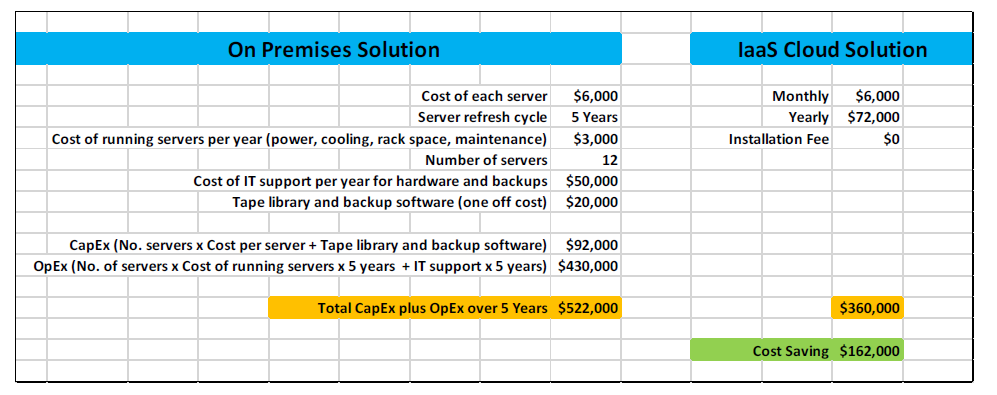 On Premises Solution IaaS Cloud Solution
Cost of each server $6,000 Monthly $6,000
Server refresh cycle 5 Years Yearly $72,000
Cost of running servers per year (power, cooling, rack space, maintenance) $3,000 Installation Fee $0
Number of servers 12
Cost of IT support per year for hardware and backups $50,000
Tape library and backup software (one off cost) $20,000
CapEx (No. servers x Cost per server + Tape library and backup software) $92,000
OpEx (No. of servers x Cost of running servers x 5 years + IT support x 5 years) $430,000
Total CapEx plus OpEx over 5 Years $522,000 $360,000
Cost Saving $162,000